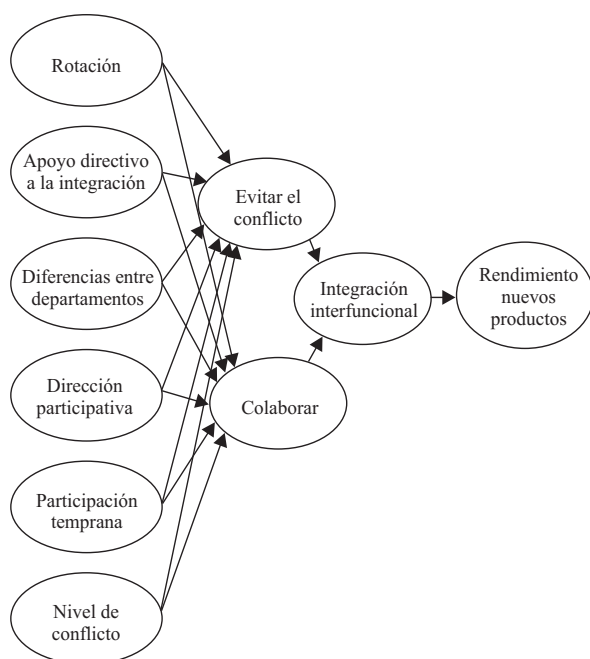 Rotación
Apoyo directivo
a la integración
Evitar el
conflicto
Diferencias entre
departamentos
Integración
interfuncional
Rendimiento
nuevos
productos
Dirección
participativa
Colaborar
Participación
temprana
Nivel de
conflicto